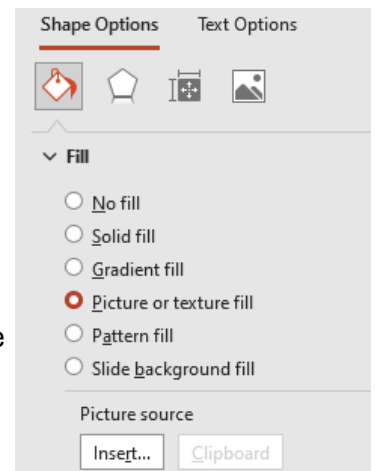 Shape Options Text Options
Fill
No fill
Solid fill
Gradient fill
Picture or texture fill
e
Pattern fill
Slide background fill
Picture source
Insert... Clipboard